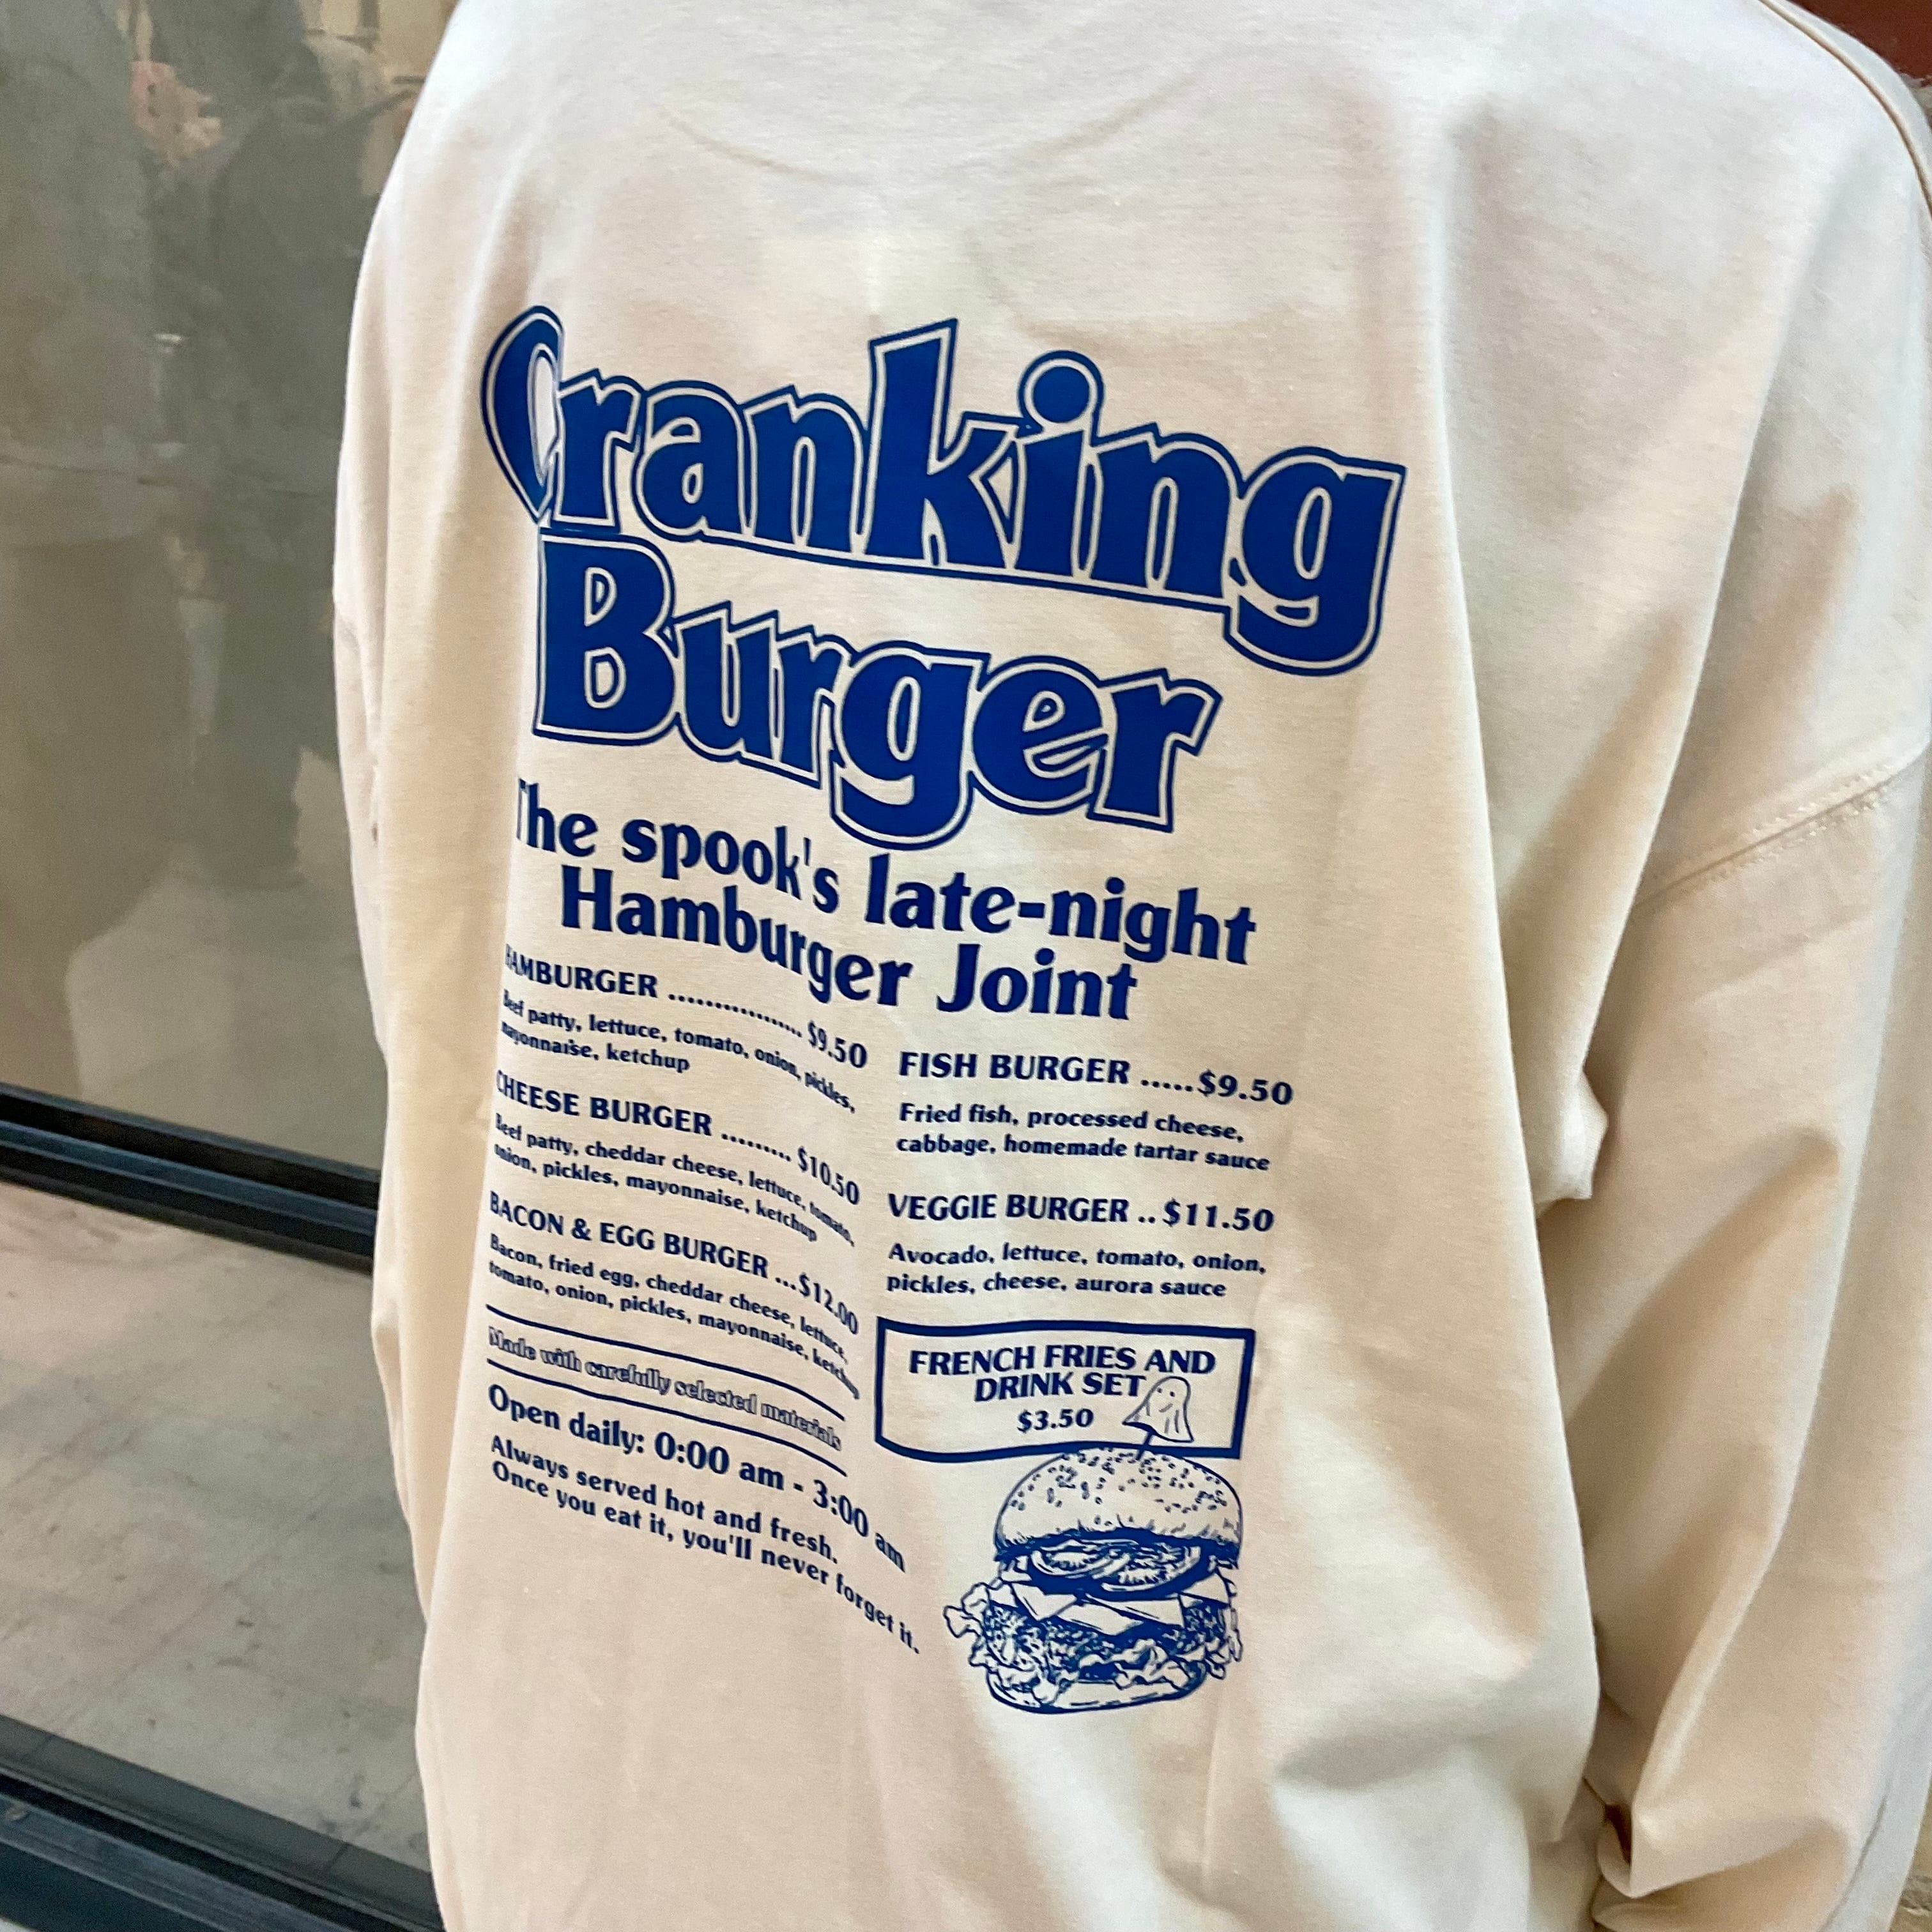 Cranking
Burger
The spook's late-night
Hamburger Joint
HAMBURGER ................. $9.50
Beef patty, lettuce, tomato, onion, pickles,
mayonnaise, ketchup
CHEESE BURGER ......... $10.50
Beef patty, cheddar cheese, lettuce, tomato,
onion, pickles, mayonnaise, ketchup
BACON & EGG BURGER ...$12.00
Bacon, fried egg, cheddar cheese, lettuce,
tomato, onion, pickles, mayonnaise, ketchup
Made with carefully selected materials
Open daily: 0:00 am - 3:00 am
Always served hot and fresh.
Once you eat it, you'll never forget it.
FISH BURGER .....$9.50
Fried fish, processed cheese,
cabbage, homemade tartar sauce
VEGGIE BURGER ..$11.50
Avocado, lettuce, tomato, onion,
pickles, cheese, aurora sauce
FRENCH FRIES AND
DRINK SET
$3.50